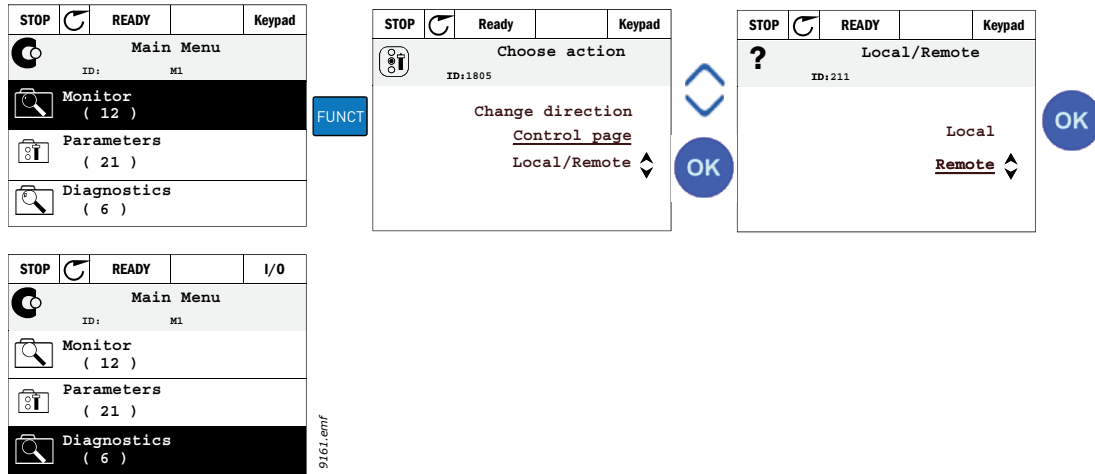 STOP READY Keypad
Main Menu
ID: M1
Monitor
( 12 )
Parameters
( 21 )
Diagnostics
( 6 )
FUNCT
STOP Ready Keypad
Choose action
ID:1805
Change direction
Control page
Local/Remote
OK
STOP READY Keypad
? Local/Remote
ID:211
Local
Remote
OK
STOP READY I/O
Main Menu
ID: M1
Monitor
( 12 )
Parameters
( 21 )
Diagnostics
( 6 )
9161.emf